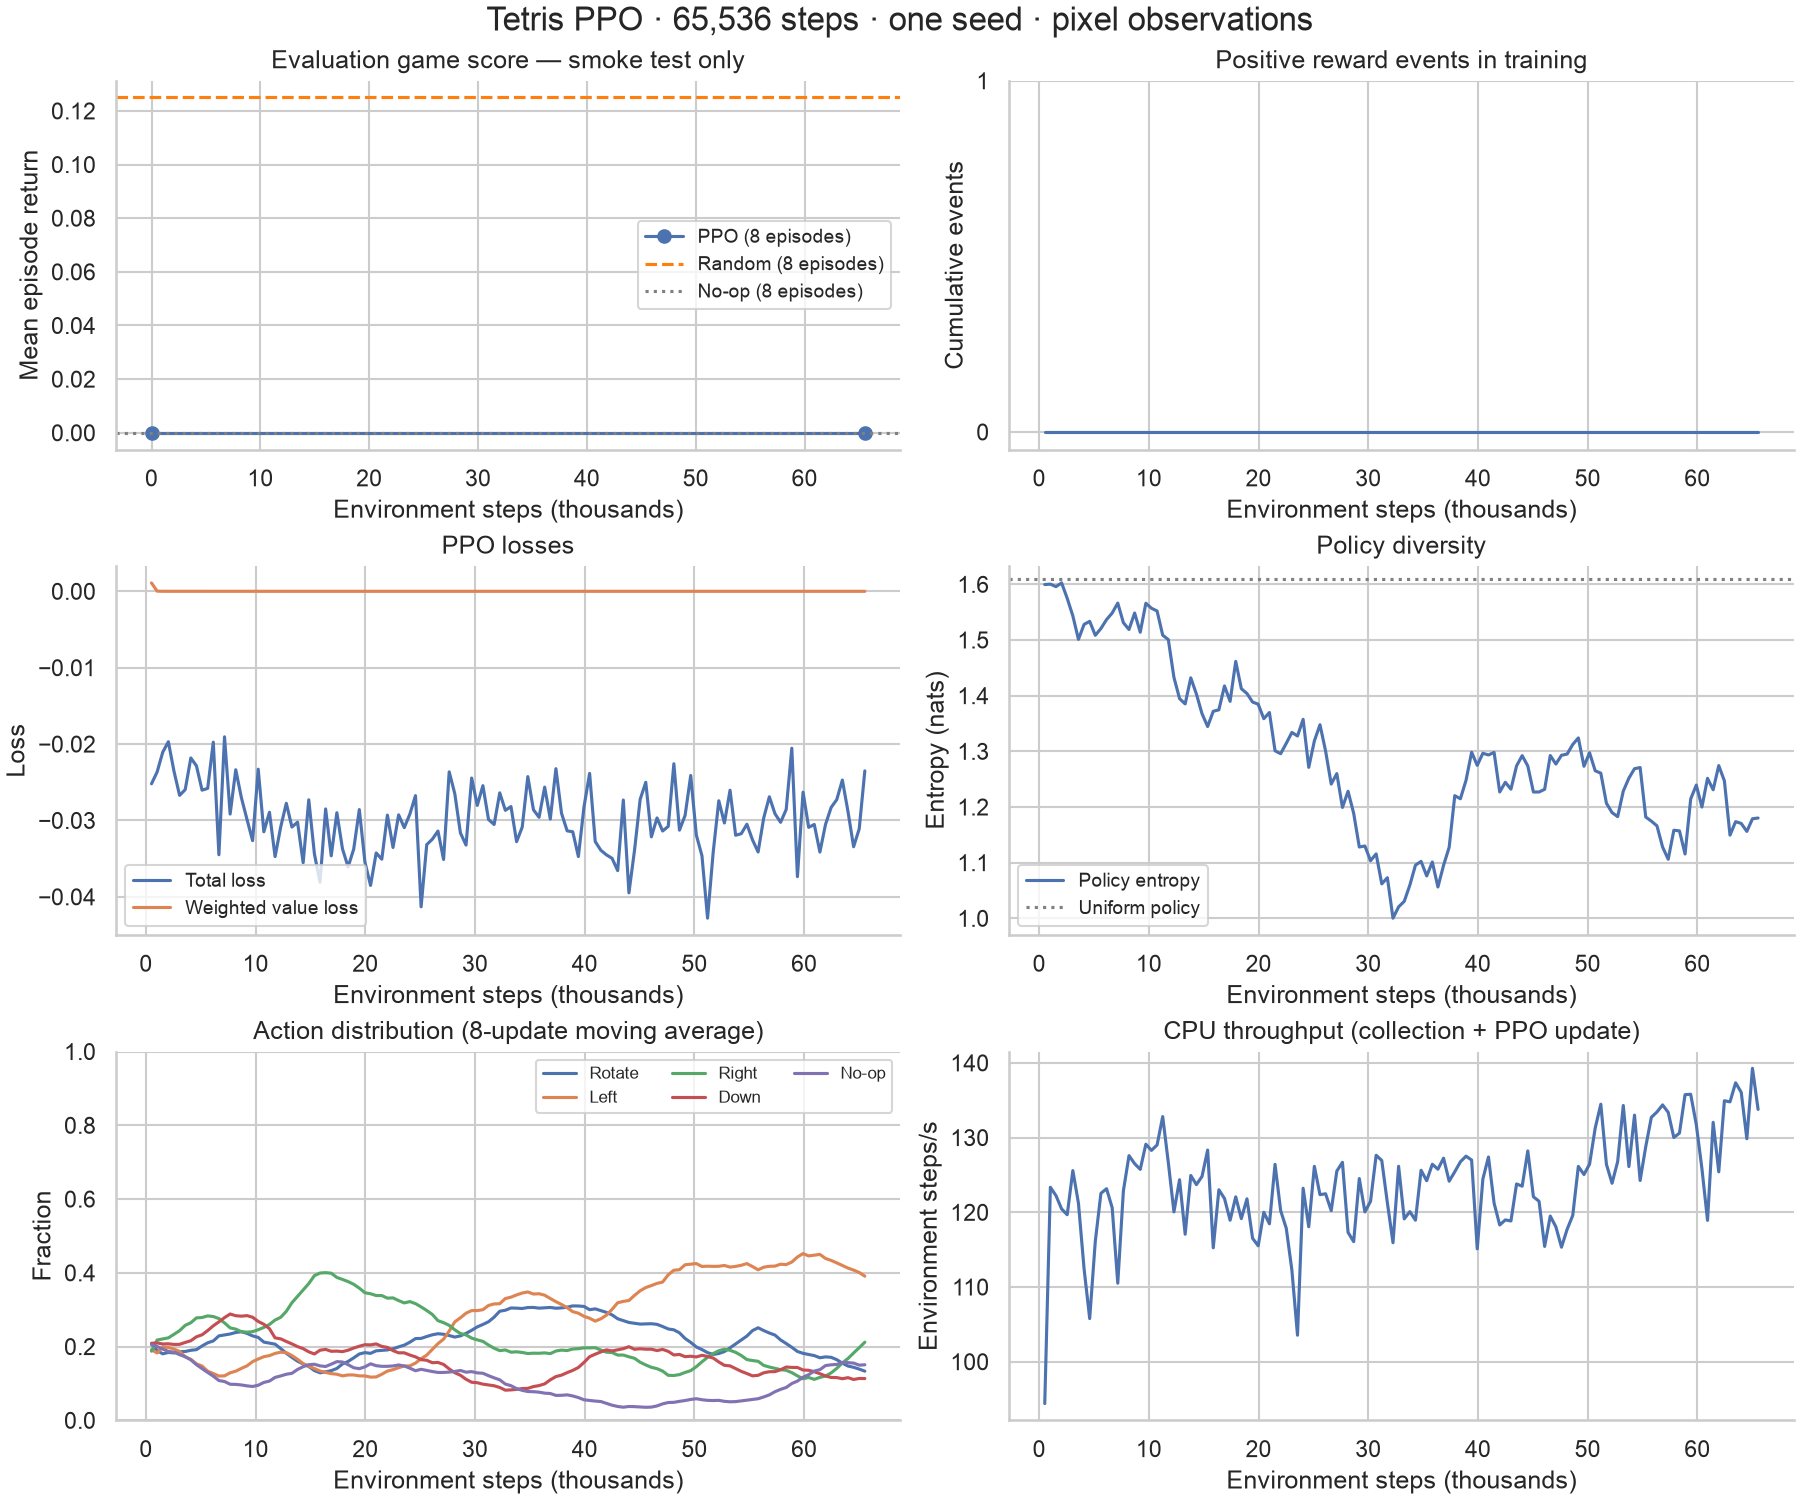 Tetris PPO · 65,536 steps · one seed · pixel observations
Evaluation game score — smoke test only
Mean episode return
0.12
0.10
0.08
0.06
0.04
0.02
0.00
PPO (8 episodes)
Random (8 episodes)
No-op (8 episodes)
0 10 20 30 40 50 60
Environment steps (thousands)
Positive reward events in training
Cumulative events
1
0
0 10 20 30 40 50 60
Environment steps (thousands)
PPO losses
Loss
0.00
−0.01
−0.02
−0.03
−0.04
Total loss
Weighted value loss
0 10 20 30 40 50 60
Environment steps (thousands)
Policy diversity
Entropy (nats)
1.6
1.5
1.4
1.3
1.2
1.1
1.0
Policy entropy
Uniform policy
0 10 20 30 40 50 60
Environment steps (thousands)
Action distribution (8-update moving average)
Fraction
1.0
0.8
0.6
0.4
0.2
0.0
Rotate Right No-op
Left Down
0 10 20 30 40 50 60
Environment steps (thousands)
CPU throughput (collection + PPO update)
Environment steps/s
140
130
120
110
100
0 10 20 30 40 50 60
Environment steps (thousands)